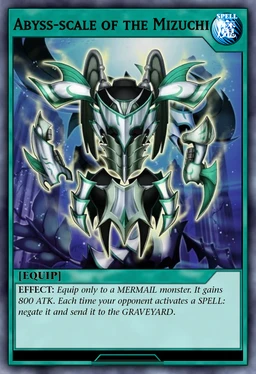 ABYSS-SCALE OF THE MIZUCHI
SPELL
[EQUIP]
EFFECT: Equip only to a MERMAIL monster. It gains
800 ATK. Each time your opponent activates a SPELL:
negate it and send it to the GRAVEYARD.